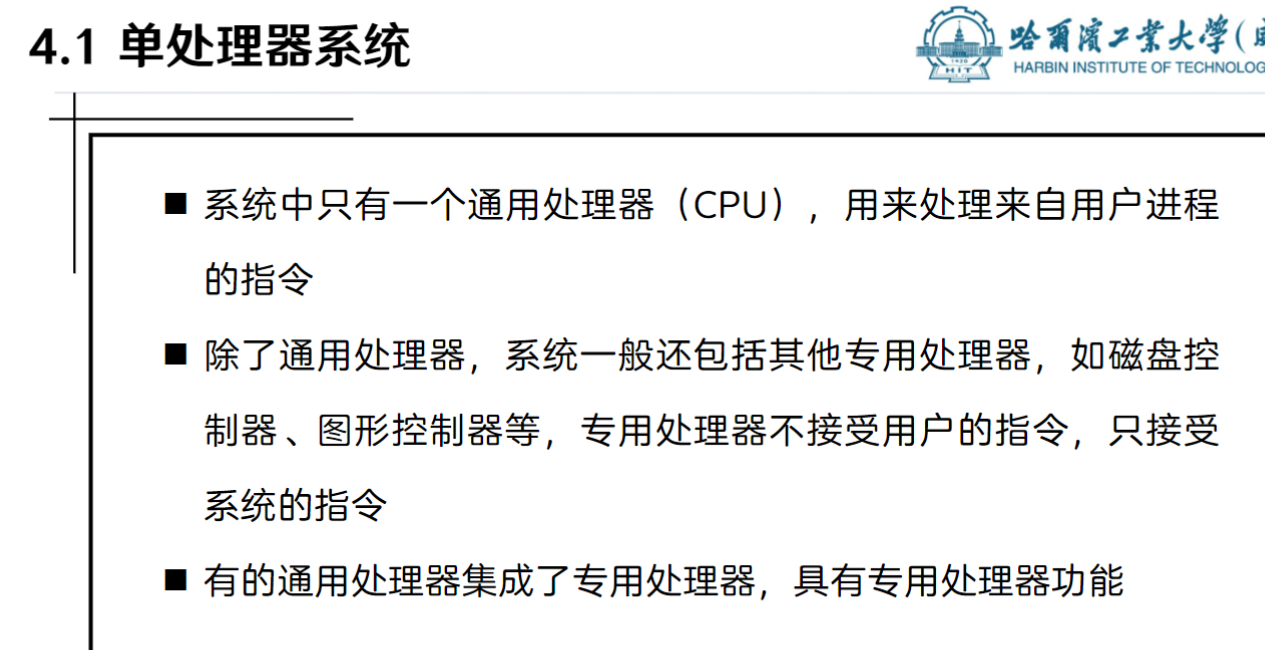 4.1 单处理器系统
哈爾濱工業大學(
HARBIN INSTITUTE OF TECHNOLOG
1920
HIT
■ 系统中只有一个通用处理器（CPU），用来处理来自用户进程
的指令
■ 除了通用处理器，系统一般还包括其他专用处理器，如磁盘控
制器、图形控制器等，专用处理器不接受用户的指令，只接受
系统的指令
■ 有的通用处理器集成了专用处理器，具有专用处理器功能